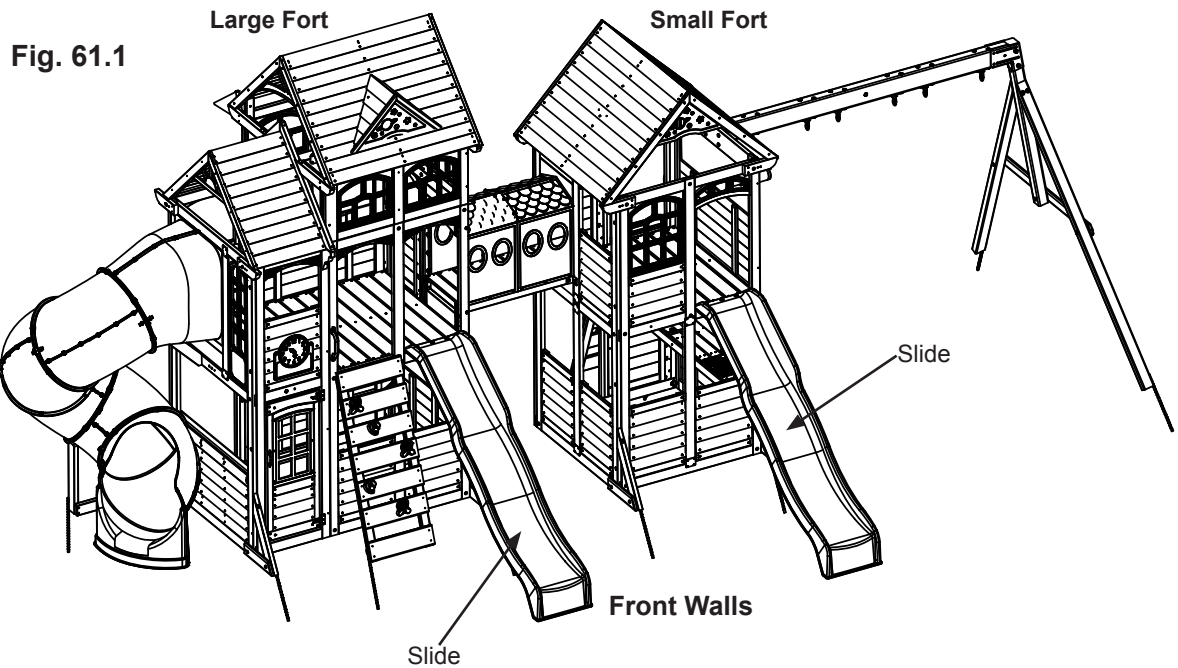 Large Fort
Small Fort
Fig. 61.1
Slide
Front Walls
Slide